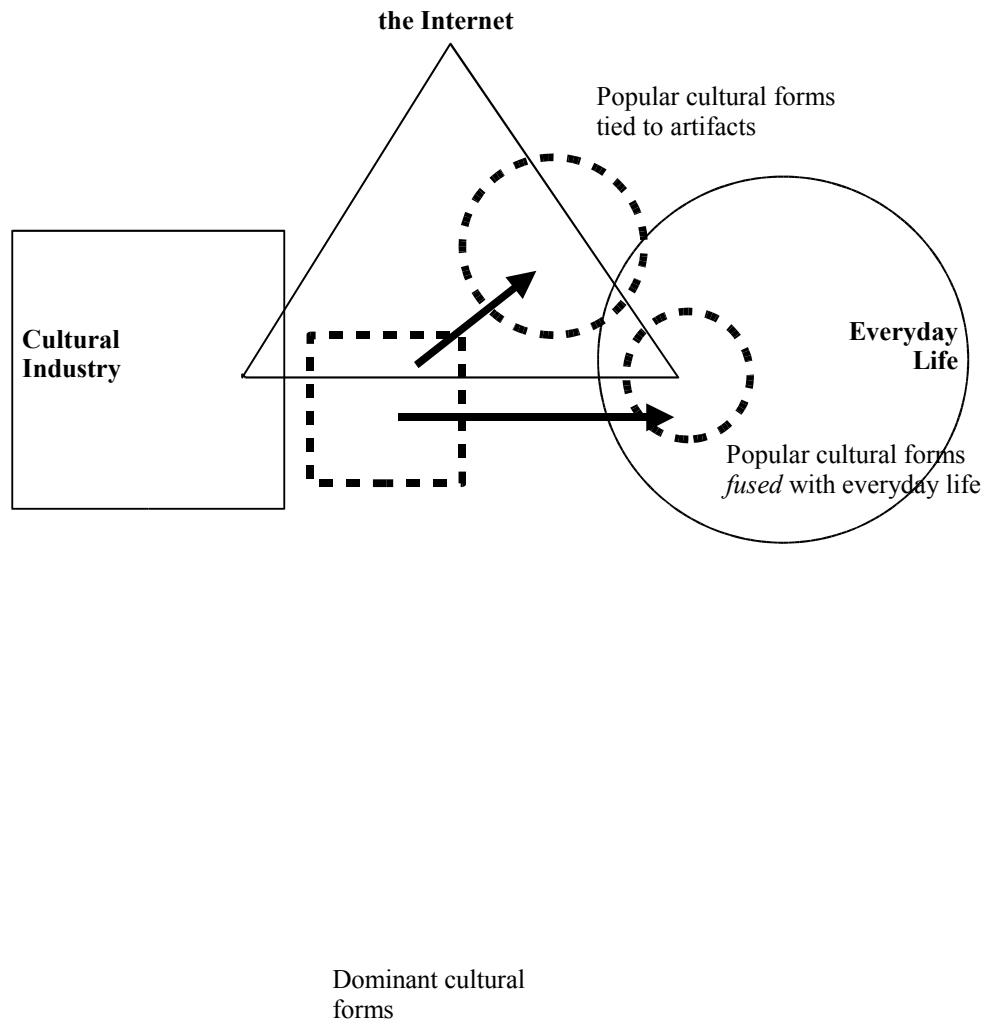 the Internet
Popular cultural forms
tied to artifacts
Cultural
Industry
Everyday
Life
Popular cultural forms
fused with everyday life
Dominant cultural
forms